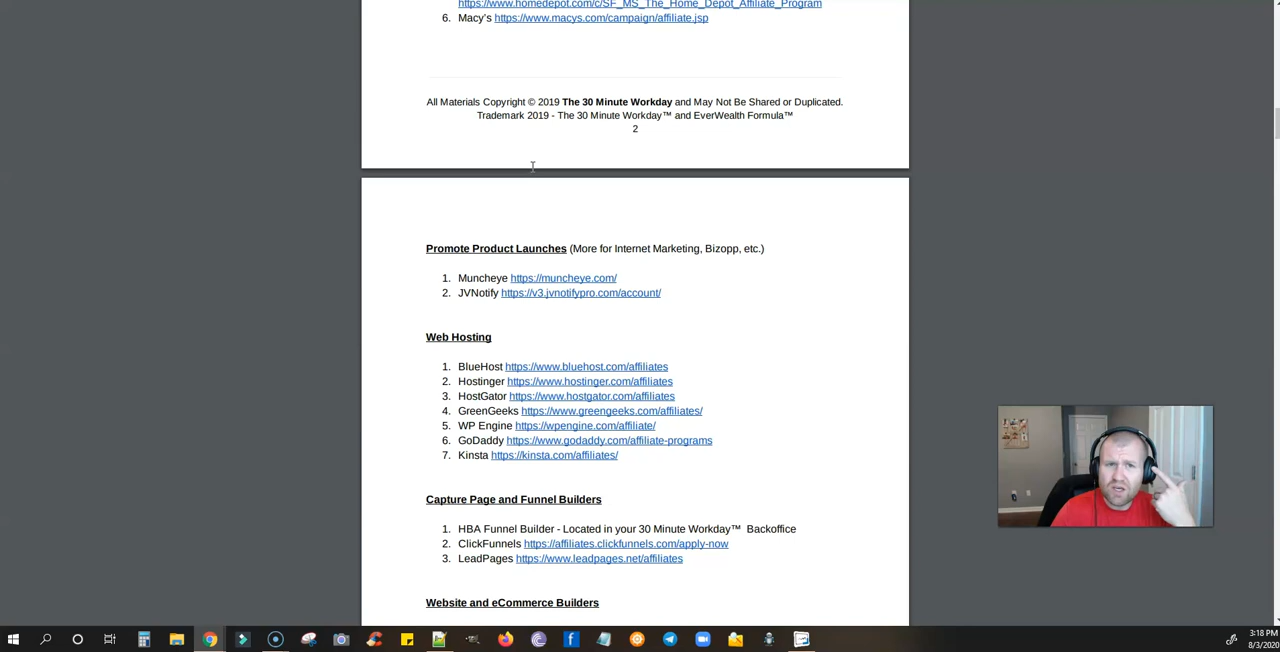 https://www.homedepot.com/c/SF_MS_The_Home_Depot_Affiliate_Program
6. Macy's https://www.macys.com/campaign/affiliate.jsp
All Materials Copyright © 2019 The 30 Minute Workday and May Not Be Shared or Duplicated.
Trademark 2019 - The 30 Minute Workday™ and EverWealth Formula™
2
Promote Product Launches (More for Internet Marketing, Bizopp, etc.)
1. Muncheye https://muncheye.com/
2. JVNotify https://v3.jvnotifypro.com/account/
Web Hosting
1. BlueHost https://www.bluehost.com/affiliates
2. Hostinger https://www.hostinger.com/affiliates
3. HostGator https://www.hostgator.com/affiliates
4. GreenGeeks https://www.greengeeks.com/affiliates/
5. WP Engine https://wpengine.com/affiliate/
6. GoDaddy https://www.godaddy.com/affiliate-programs
7. Kinsta https://kinsta.com/affiliates/
Capture Page and Funnel Builders
1. HBA Funnel Builder - Located in your 30 Minute Workday™ Backoffice
2. ClickFunnels https://affiliates.clickfunnels.com/apply-now
3. LeadPages https://www.leadpages.net/affiliates
Website and eCommerce Builders
3:18 PM
8/3/2020